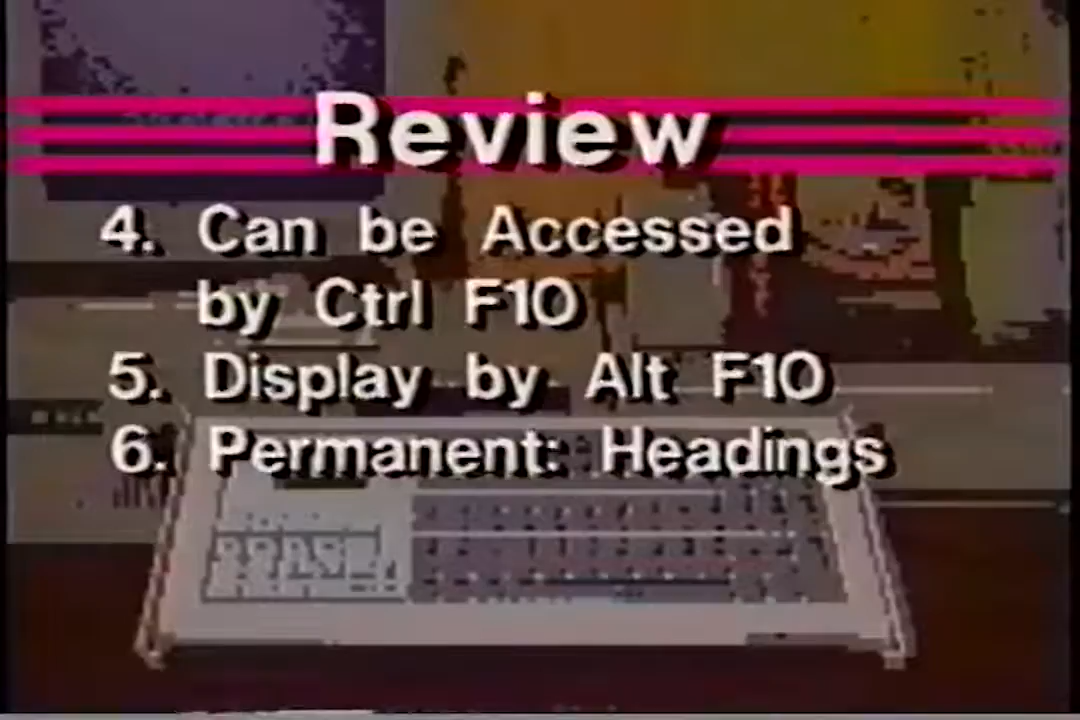 Review
4. Can be Accessed
by Ctrl F10
5. Display by Alt F10
6. Permanent: Headings